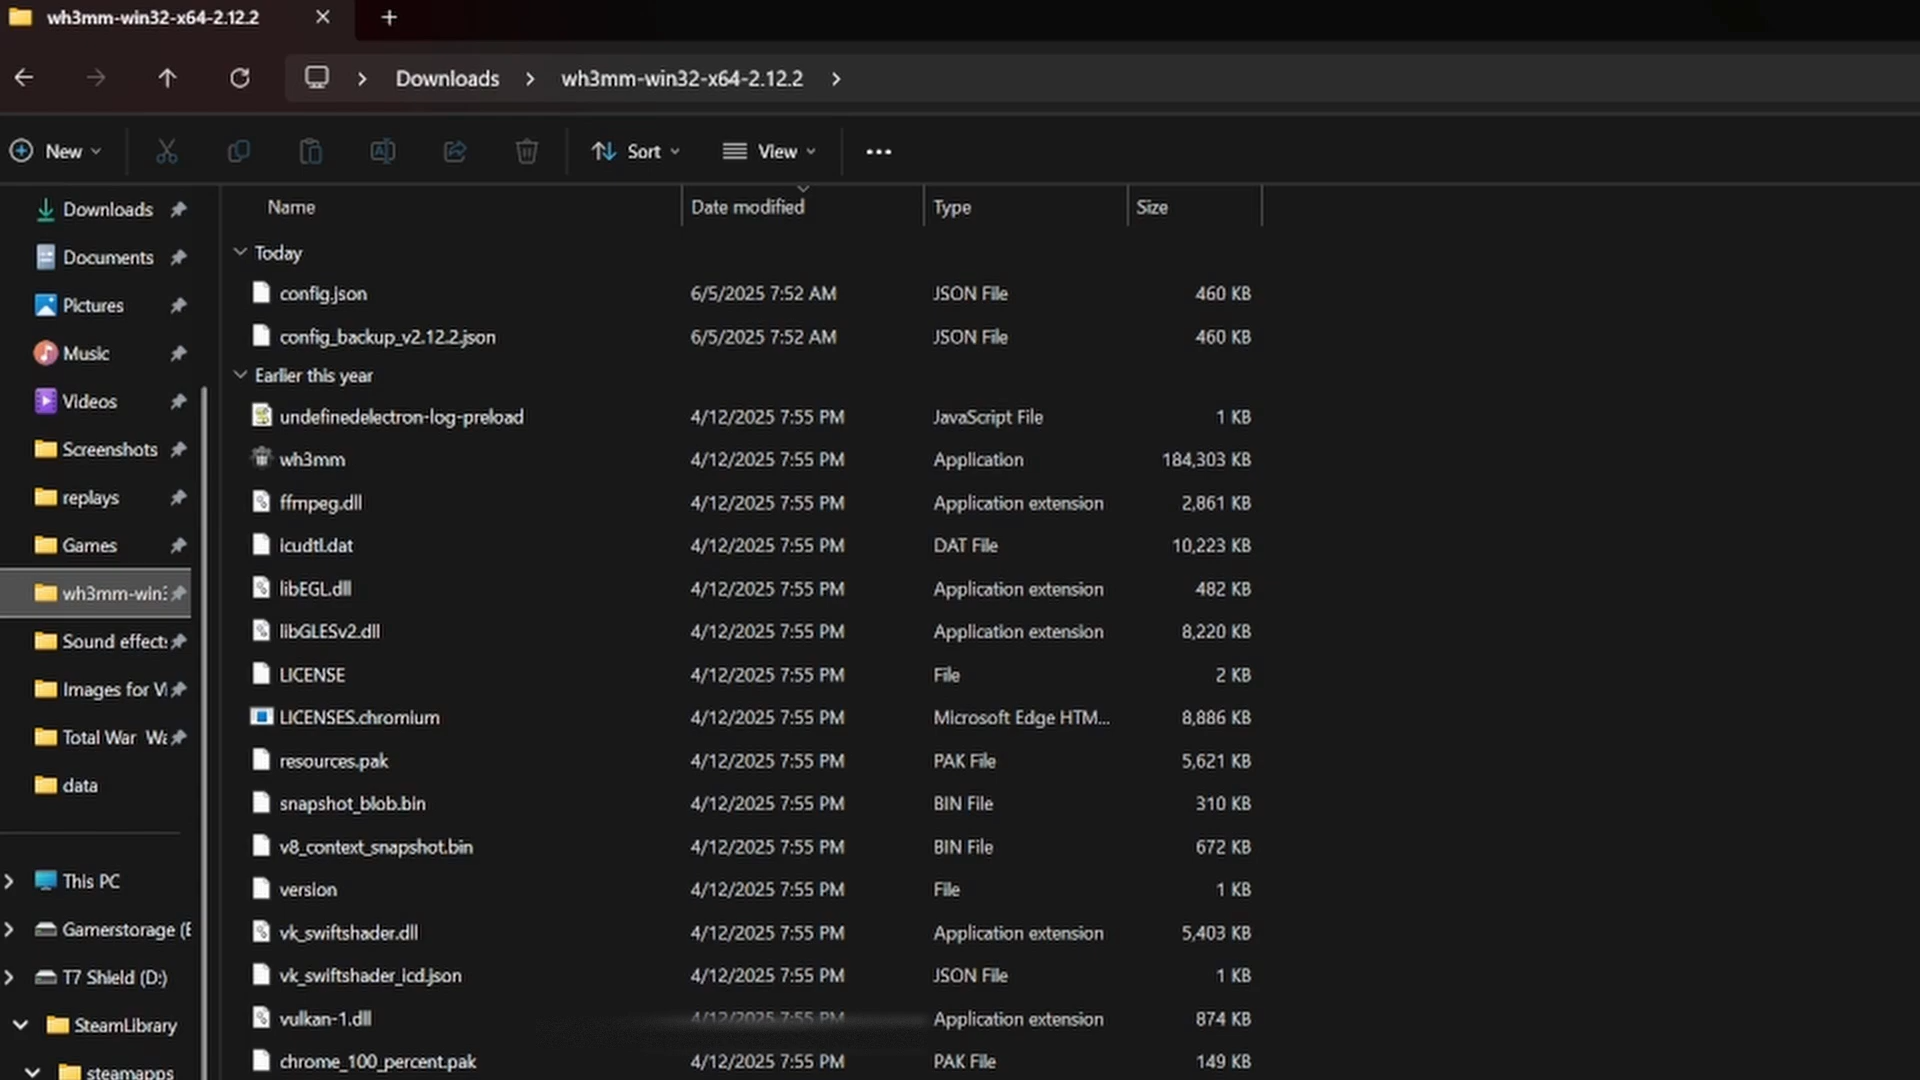 wh3mm-win32-x64-2.12.2
Downloads > wh3mm-win32-x64-2.12.2 >
New Sort View
Name Date modified Type Size
Today
config.json 6/5/2025 7:52 AM JSON File 460 KB
config_backup_v2.12.2.json 6/5/2025 7:52 AM JSON File 460 KB
Earlier this year
undefinedelectron-log-preload 4/12/2025 7:55 PM JavaScript File 1 KB
wh3mm 4/12/2025 7:55 PM Application 184,303 KB
ffmpeg.dll 4/12/2025 7:55 PM Application extension 2,861 KB
icudtl.dat 4/12/2025 7:55 PM DAT File 10,223 KB
libEGL.dll 4/12/2025 7:55 PM Application extension 482 KB
libGLESv2.dll 4/12/2025 7:55 PM Application extension 8,220 KB
LICENSE 4/12/2025 7:55 PM File 2 KB
LICENSES.chromium 4/12/2025 7:55 PM Microsoft Edge HTM... 8,886 KB
resources.pak 4/12/2025 7:55 PM PAK File 5,621 KB
snapshot_blob.bin 4/12/2025 7:55 PM BIN File 310 KB
v8_context_snapshot.bin 4/12/2025 7:55 PM BIN File 672 KB
version 4/12/2025 7:55 PM File 1 KB
vk_swiftshader.dll 4/12/2025 7:55 PM Application extension 5,403 KB
vk_swiftshader_icd.json 4/12/2025 7:55 PM JSON File 1 KB
vulkan-1.dll 4/12/2025 7:55 PM Application extension 874 KB
chrome_100_percent.pak 4/12/2025 7:55 PM PAK File 149 KB
Downloads
Documents
Pictures
Music
Videos
Screenshots
replays
Games
wh3mm-win3
Sound effects
Images for Vi
Total War Wa
data
This PC
Gamerstorage (E
T7 Shield (D:)
SteamLibrary
steamapps